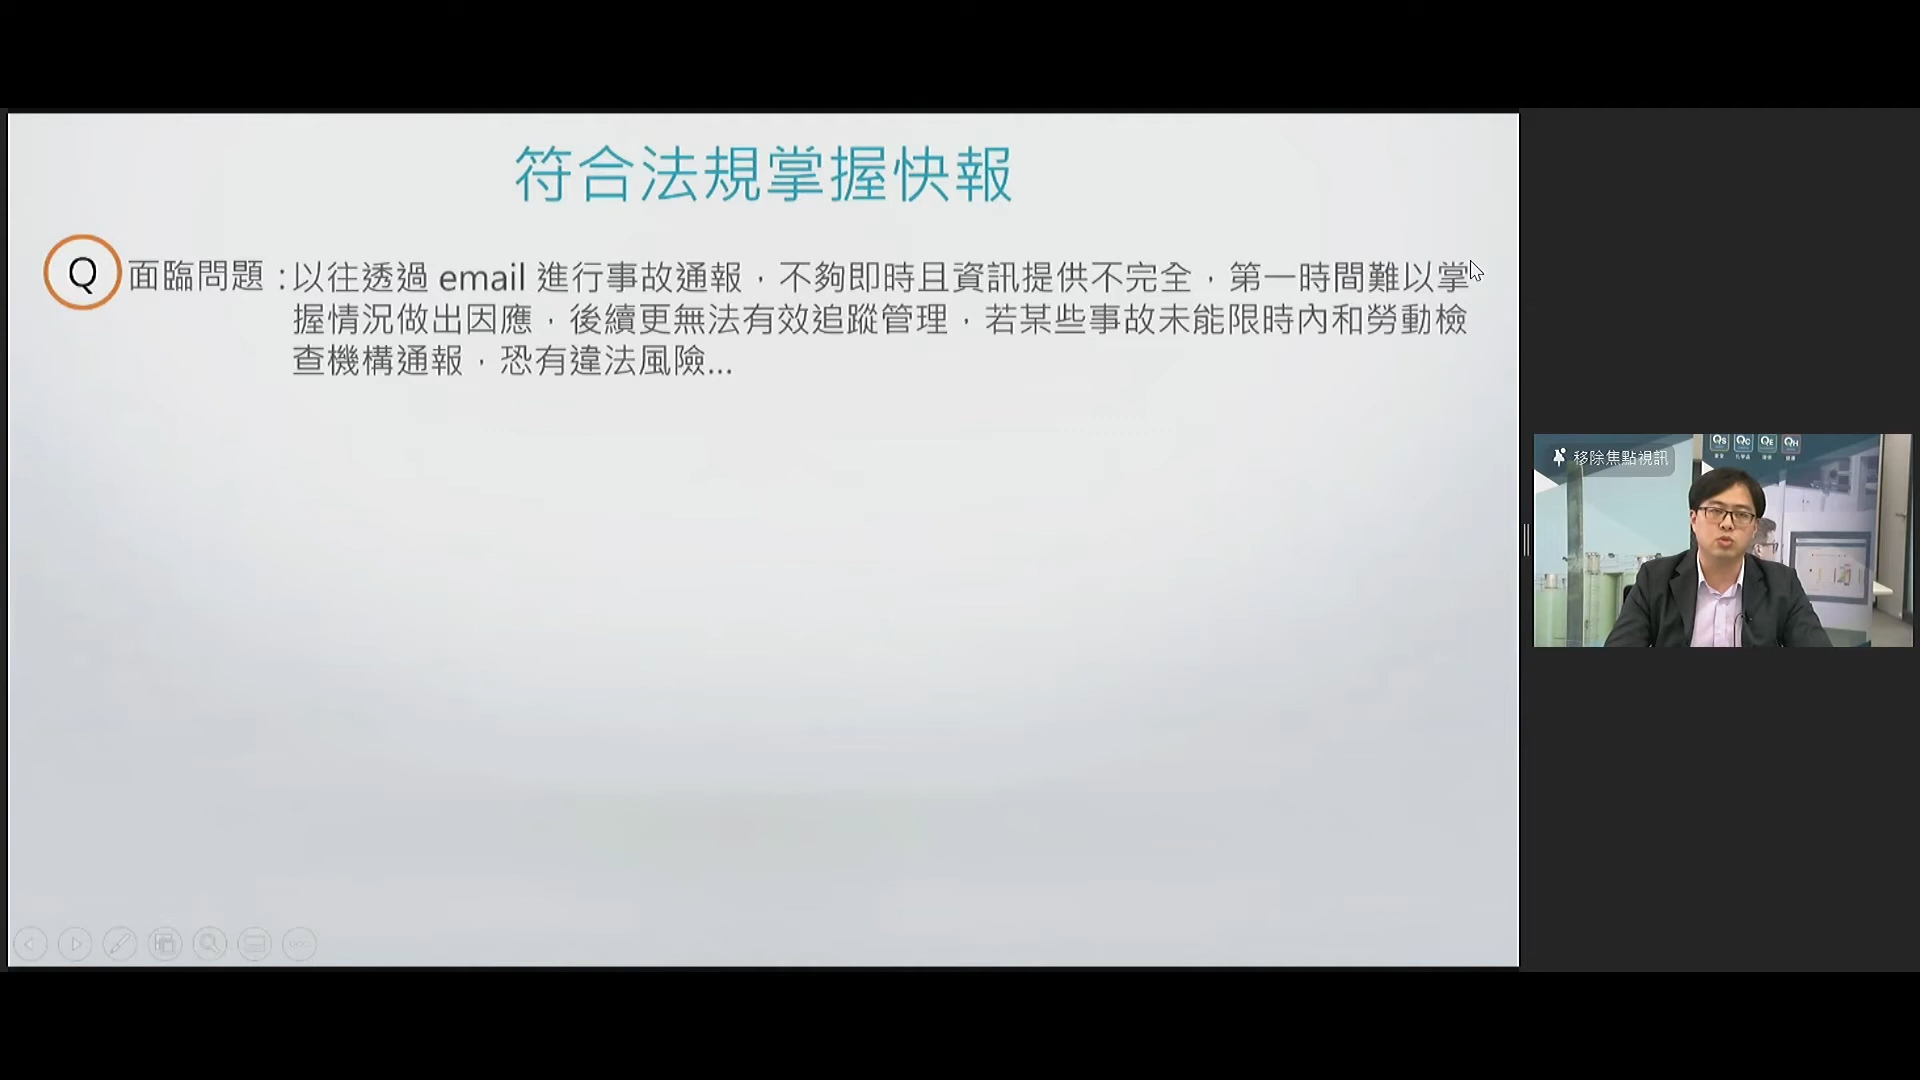 符合法規掌握快報
Q 面臨問題：以往透過 email 進行事故通報，不夠即時且資訊提供不完全，第一時間難以掌
握情況做出因應，後續更無法有效追蹤管理，若某些事故未能限時內和勞動檢
查機構通報，恐有違法風險...
移除焦點視訊
Qs Qc QE QH